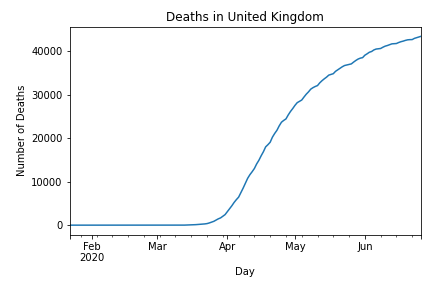 Deaths in United Kingdom
Number of Deaths
40000
30000
20000
10000
0
Feb Mar Apr May Jun
2020
Day